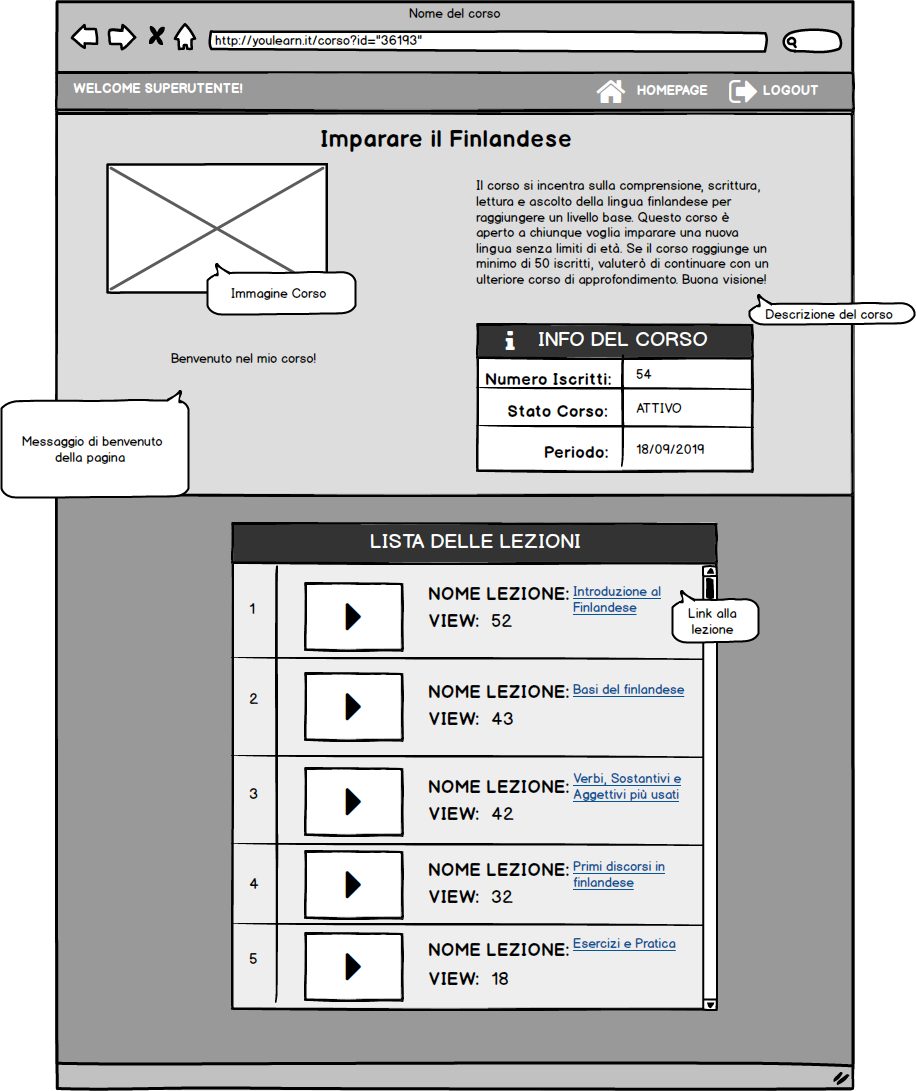 Nome del corso
http://youlearn.it/corso?id="36193"
WELCOME SUPERUTENTE!
HOMEPAGE
LOGOUT
Imparare il Finlandese
Immagine Corso
Il corso si incentra sulla comprensione, scrittura,
lettura e ascolto della lingua finlandese per
raggiungere un livello base. Questo corso è
aperto a chiunque voglia imparare una nuova
lingua senza limiti di età. Se il corso raggiunge un
minimo di 50 iscritti, valuterò di continuare con un
ulteriore corso di approfondimento. Buona visione!
Descrizione del corso
Benvenuto nel mio corso!
Messaggio di benvenuto
della pagina
INFO DEL CORSO
Numero Iscritti: 54
Stato Corso: ATTIVO
Periodo: 18/09/2019
LISTA DELLE LEZIONI
1
NOME LEZIONE: Introduzione al
Finlandese
VIEW: 52
Link alla
lezione
2
NOME LEZIONE: Basi del finlandese
VIEW: 43
3
NOME LEZIONE: Verbi, Sostantivi e
Aggettivi più usati
VIEW: 42
4
NOME LEZIONE: Primi discorsi in
finlandese
VIEW: 32
5
NOME LEZIONE: Esercizi e Pratica
VIEW: 18